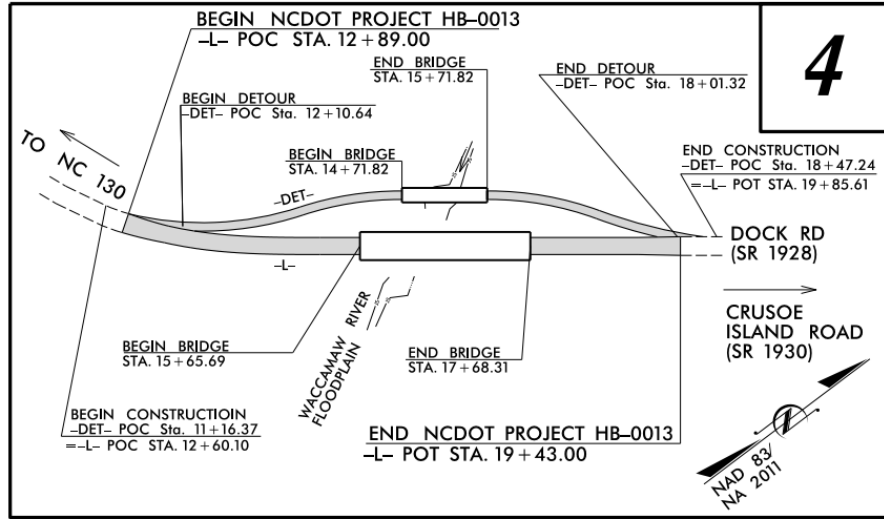 BEGIN NCDOT PROJECT HB-0013
-L- POC STA. 12+89.00
4
END BRIDGE
STA. 15+71.82
END DETOUR
-DET- POC Sta. 18+01.32
BEGIN DETOUR
-DET- POC Sta. 12+10.64
TO NC 130
BEGIN BRIDGE
STA. 14+71.82
END CONSTRUCTION
-DET- POC Sta. 18+47.24
=-L- POT STA. 19+85.61
-DET-
DOCK RD
(SR 1928)
-L-
CRUSOE
ISLAND ROAD
(SR 1930)
WACCAMAW RIVER
FLOODPLAIN
BEGIN BRIDGE
STA. 15+65.69
END BRIDGE
STA. 17+68.31
BEGIN CONSTRUCTIOIN
-DET- POC Sta. 11+16.37
=-L- POC STA. 12+60.10
END NCDOT PROJECT HB-0013
-L- POT STA. 19+43.00
NAD 83/
NA 2011